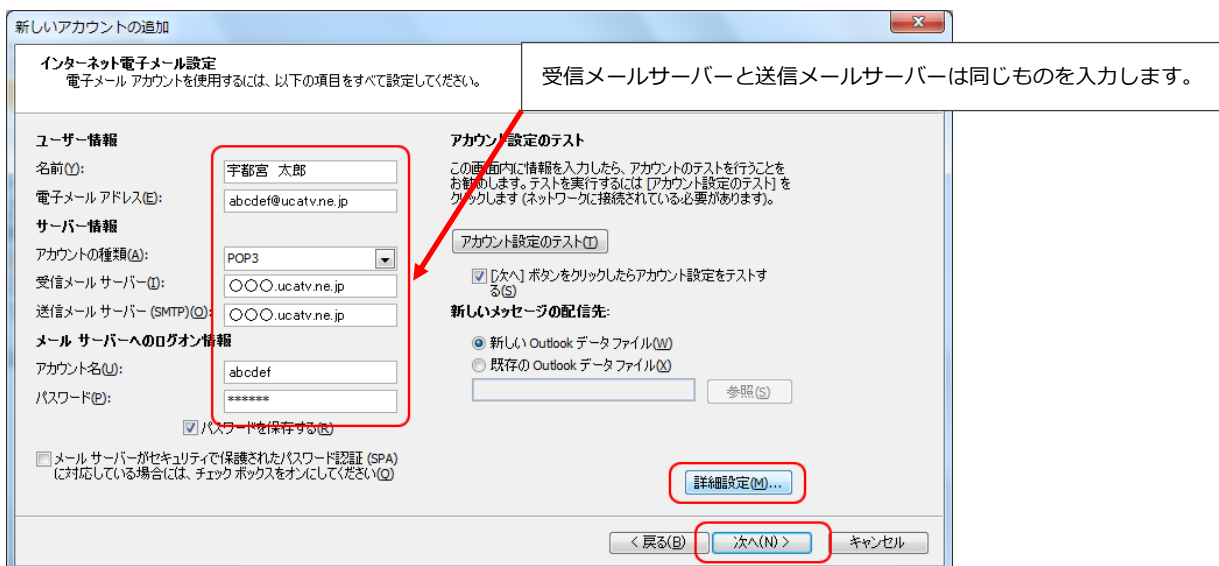 新しいアカウントの追加
インターネット電子メール設定
電子メール アカウントを使用するには、以下の項目をすべて設定してください。
受信メールサーバーと送信メールサーバーは同じものを入力します。
ユーザー情報
名前(Y):
宇都宮 太郎
電子メール アドレス(E):
abcdef@ucatv.ne.jp
サーバー情報
アカウントの種類(A):
POP3
受信メール サーバー(I):
〇〇〇.ucatv.ne.jp
送信メール サーバー (SMTP)(O):
〇〇〇.ucatv.ne.jp
メール サーバーへのログオン情報
アカウント名(U):
abcdef
パスワード(P):
******
パスワードを保存する(R)
メール サーバーがセキュリティで保護されたパスワード認証 (SPA)
に対応している場合には、チェック ボックスをオンにしてください(Q)
アカウント設定のテスト
この画面内に情報を入力したら、アカウントのテストを行うことを
お勧めします。テストを実行するには [アカウント設定のテスト] を
クリックします (ネットワークに接続されている必要があります)。
アカウント設定のテスト(T)
[次へ] ボタンをクリックしたらアカウント設定をテストす
る(S)
新しいメッセージの配信先:
新しい Outlook データ ファイル(W)
既存の Outlook データ ファイル(X)
参照(S)
詳細設定(M)...
< 戻る(B)
次へ(N) >
キャンセル